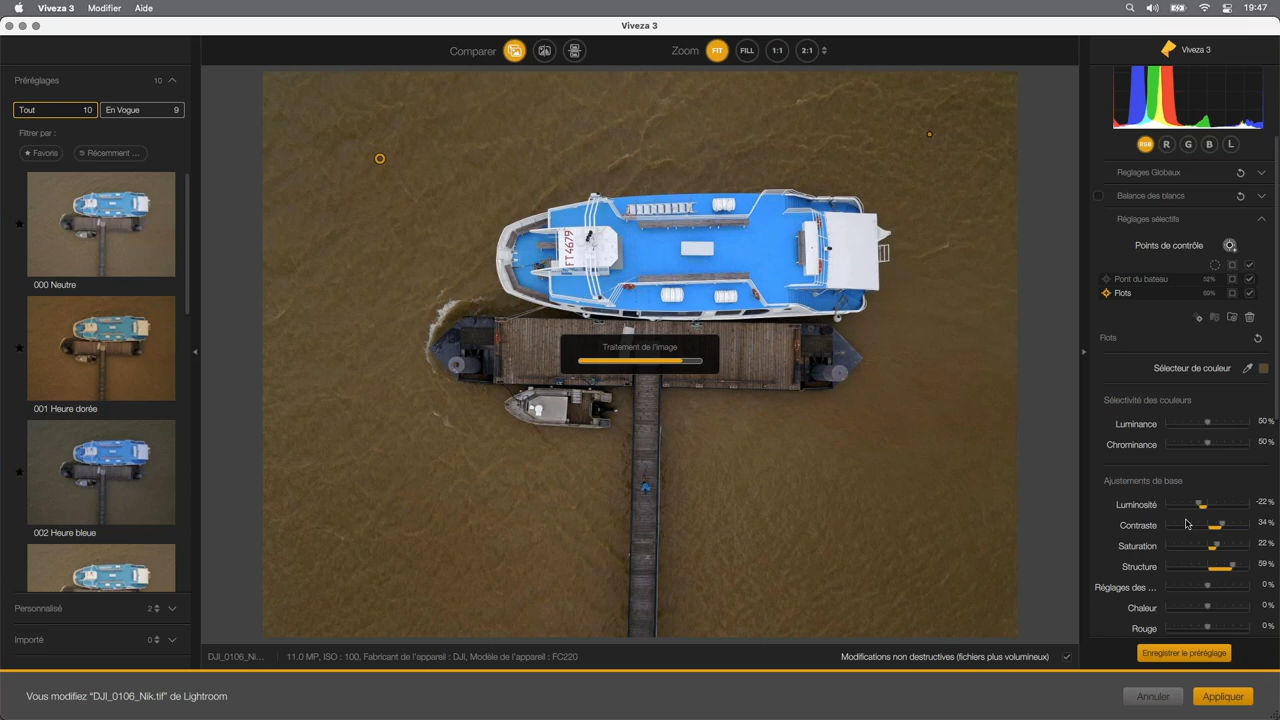 Viveza 3 Modifier Aide 19:47
Viveza 3
Comparer Zoom FIT FILL 1:1 2:1 Viveza 3
Préréglages 10
Tout 10 En Vogue 9
Filtrer par :
Favoris Récemment ...
000 Neutre
001 Heure dorée
002 Heure bleue
Personnalisé 2
Importé 0
FT 4679
Traitement de l'image
DJI_0106_Ni... 11.0 MP, ISO : 100, Fabricant de l'appareil : DJI, Modèle de l'appareil : FC220 Modifications non destructives (fichiers plus volumineux)
RGB R G B L
Reglages Globaux
Balance des blancs
Réglages sélectifs
Points de contrôle
Pont du bateau 52%
Flots 69%
Flots
Sélecteur de couleur
Sélectivité des couleurs
Luminance 50 %
Chrominance 50 %
Ajustements de base
Luminosité -22 %
Contraste 34 %
Saturation 22 %
Structure 59 %
Réglages des ... 0 %
Chaleur 0 %
Rouge 0 %
Enregistrer le préréglage
Vous modifiez “DJI_0106_Nik.tif” de Lightroom Annuler Appliquer